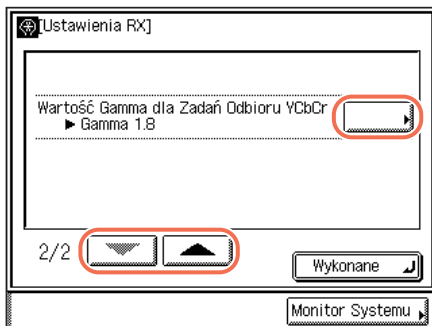 [Ustawienia RX]
Wartość Gamma dla Zadań Odbioru YCbCr
► Gamma 1.8
2/2
Wykonane
Monitor Systemu